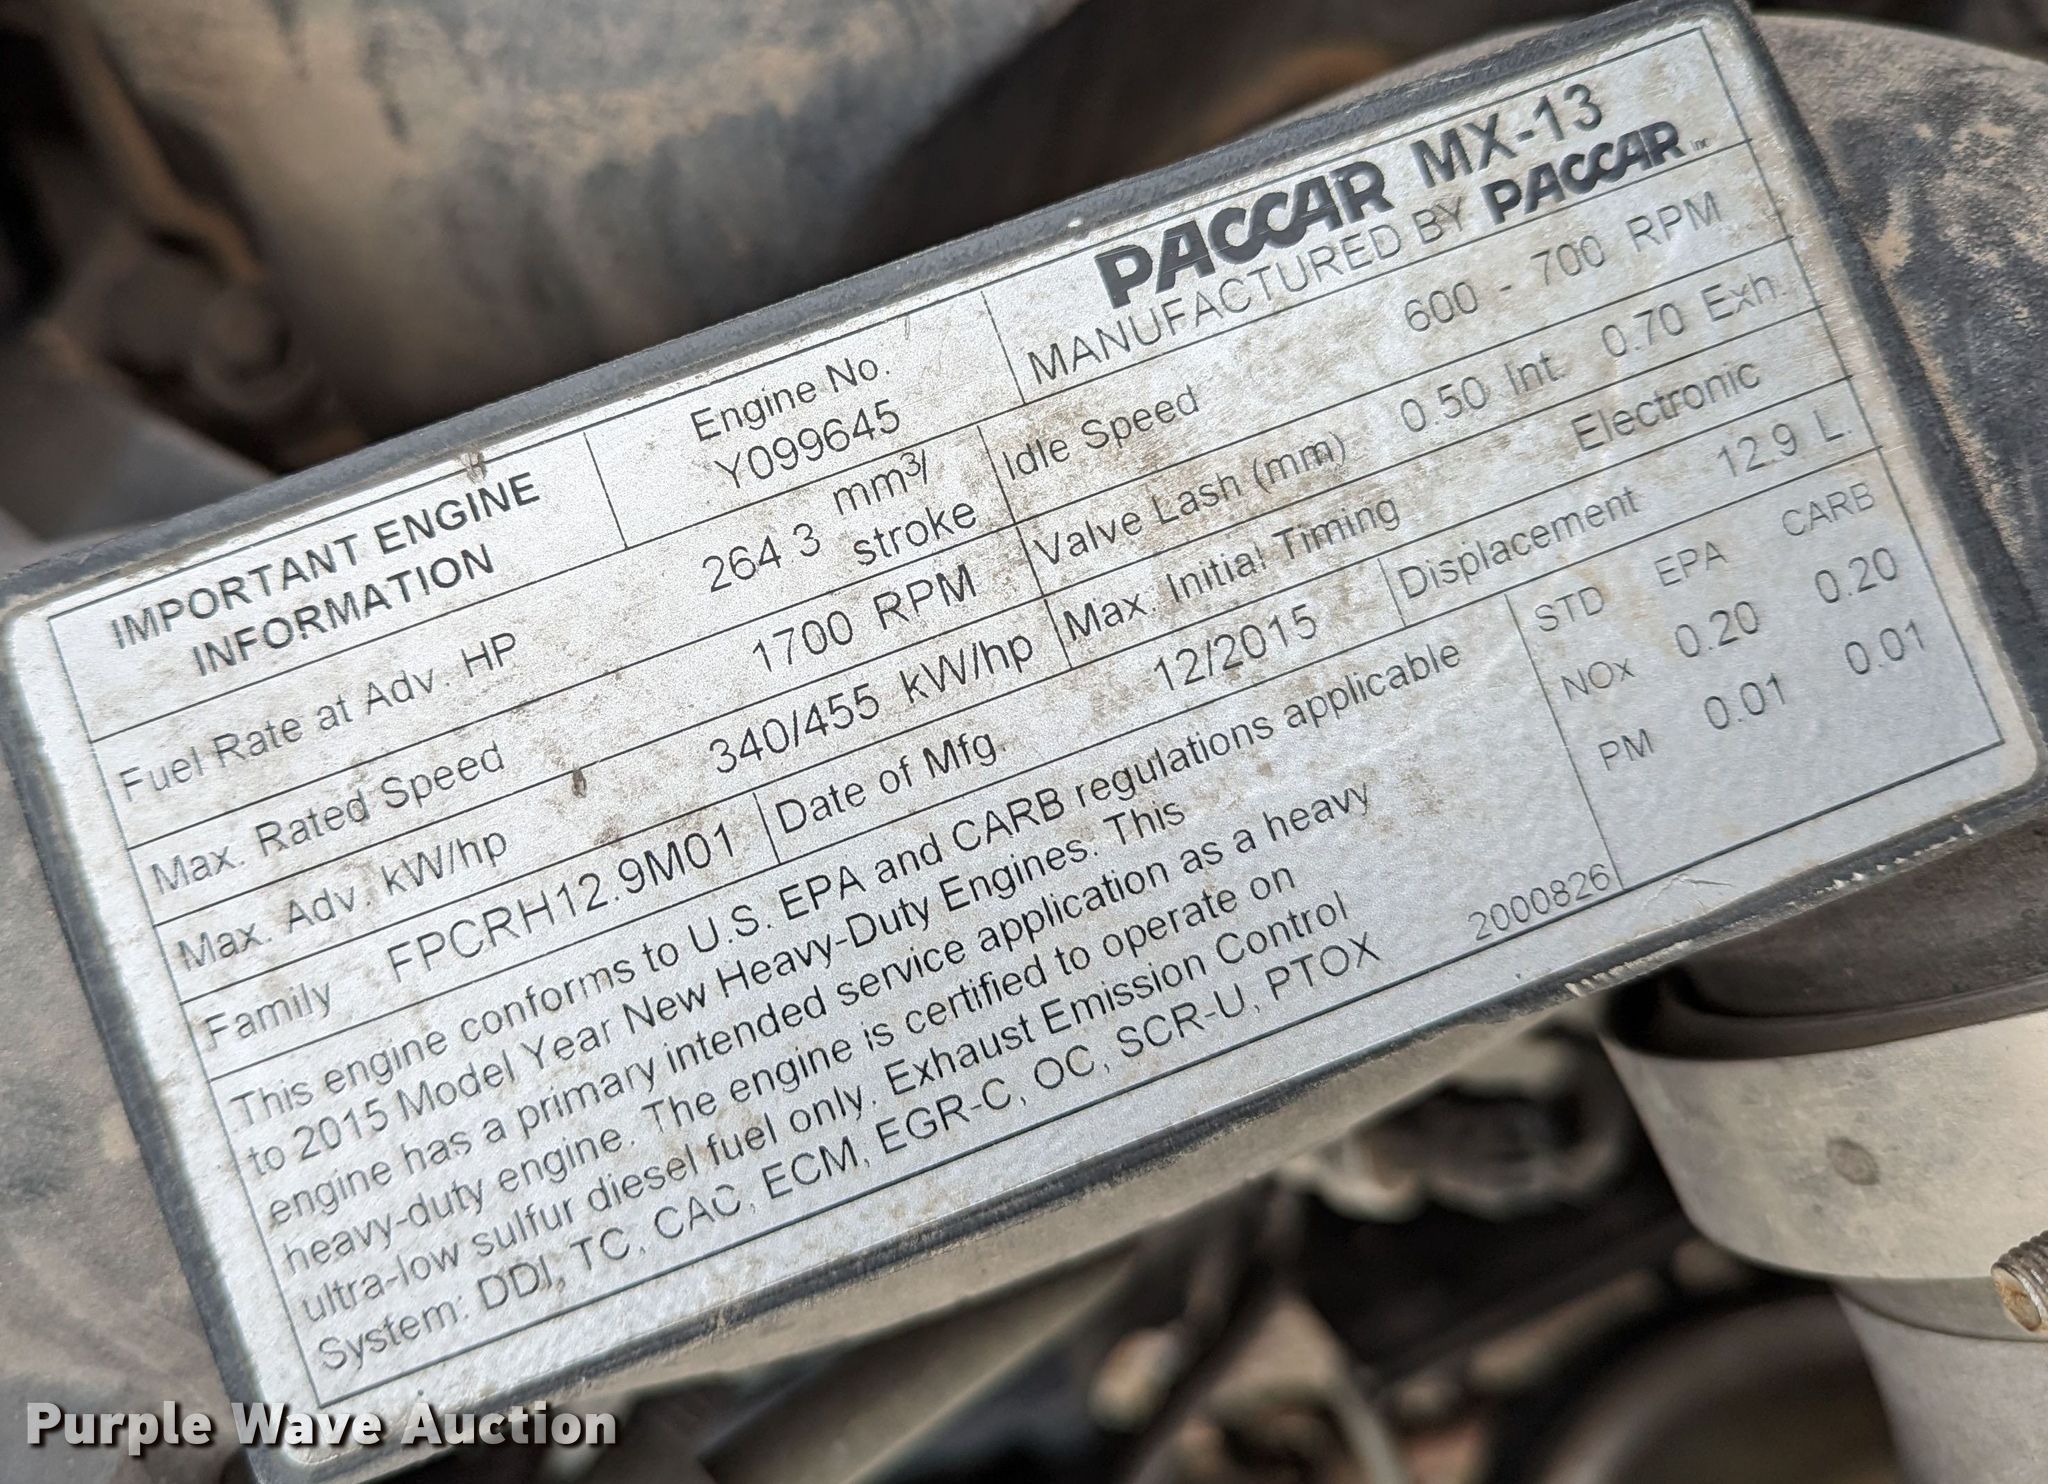 IMPORTANT ENGINE
INFORMATION
Engine No.
Y099645
PACCAR MX-13
MANUFACTURED BY PACCAR Inc
Fuel Rate at Adv. HP 264.3 mm³/
stroke
Idle Speed 600 - 700 RPM
Max. Rated Speed 1700 RPM
Valve Lash (mm) 0.50 Int. 0.70 Exh.
Max. Adv. kW/hp 340/455 kW/hp
Max. Initial Timing Electronic
Family FPCRH12.9M01
Date of Mfg. 12/2015
Displacement 12.9 L.
This engine conforms to U.S. EPA and CARB regulations applicable
to 2015 Model Year New Heavy-Duty Engines. This
engine has a primary intended service application as a heavy
heavy-duty engine. The engine is certified to operate on
ultra-low sulfur diesel fuel only. Exhaust Emission Control
System: DDI, TC, CAC, ECM, EGR-C, OC, SCR-U, PTOX
2000826
STD EPA CARB
NOx 0.20 0.20
PM 0.01 0.01
Purple Wave Auction